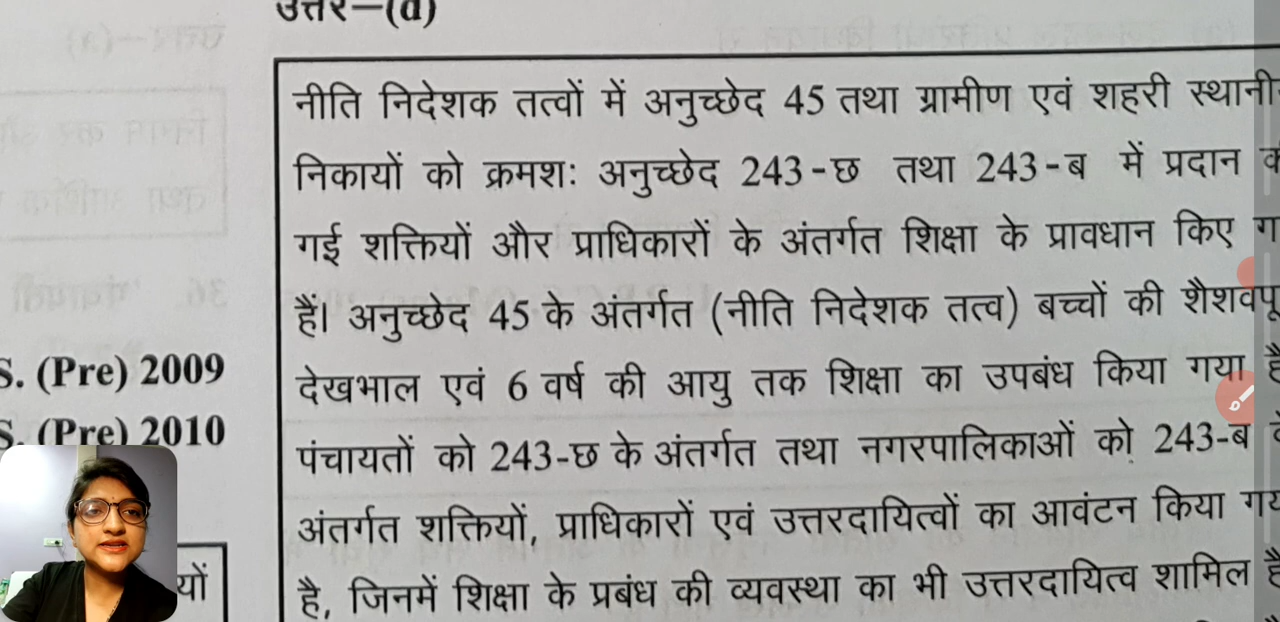 उत्तर–(d)
नीति निदेशक तत्वों में अनुच्छेद 45 तथा ग्रामीण एवं शहरी
निकायों को क्रमशः अनुच्छेद 243-छ तथा 243-ब में प्रदान
गई शक्तियों और प्राधिकारों के अंतर्गत शिक्षा के प्रावधान किए
हैं। अनुच्छेद 45 के अंतर्गत (नीति निदेशक तत्व) बच्चों की
देखभाल एवं 6 वर्ष की आयु तक शिक्षा का उपबंध किया गया
S. (Pre) 2009
पंचायतों को 243-छ के अंतर्गत तथा नगरपालिकाओं को 243-ब
S. (Pre) 2010
अंतर्गत शक्तियों, प्राधिकारों एवं उत्तरदायित्वों का आवंटन किया
है, जिनमें शिक्षा के प्रबंध की व्यवस्था का भी उत्तरदायित्व शामिल
यों